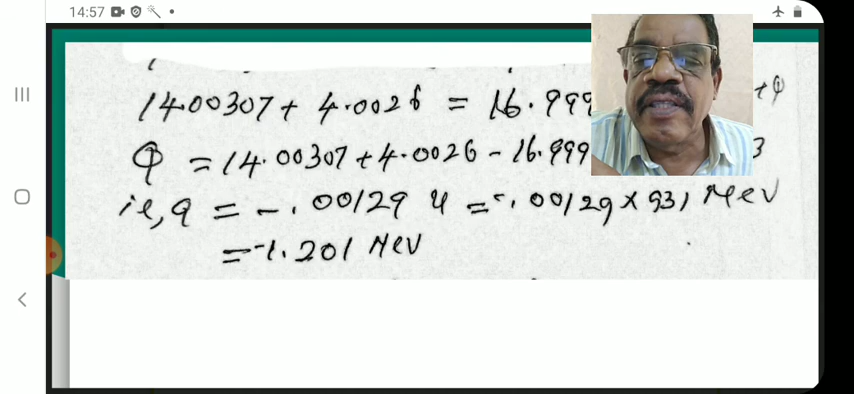 14:57
14.00307 + 4.0026 = 16.999 + Q
Q = 14.00307 + 4.0026 - 16.999 3
ie, q = - .00129 u = - .00129 x 931 MeV
= -1.201 MeV